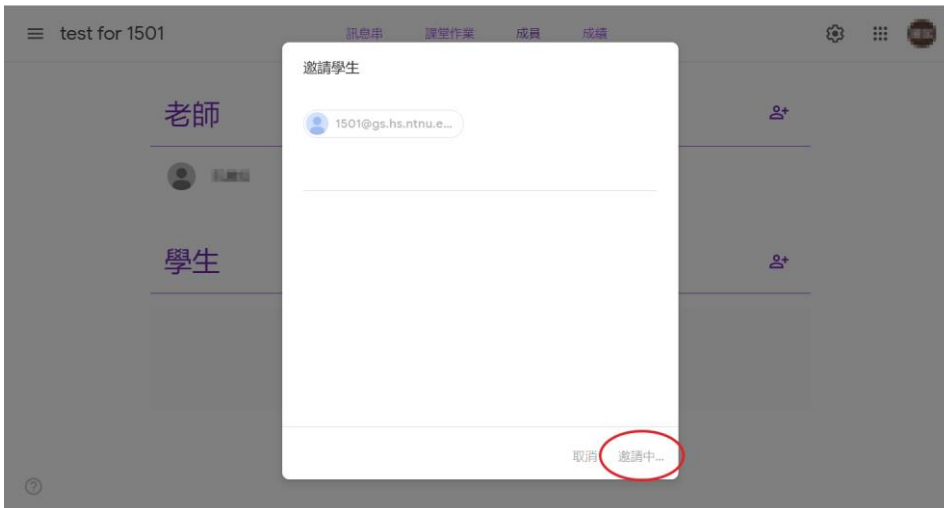 test for 1501
訊息串 課堂作業 成員 成績
邀請學生
老師
1501@gs.hs.ntnu.e...
學生
取消 邀請中...